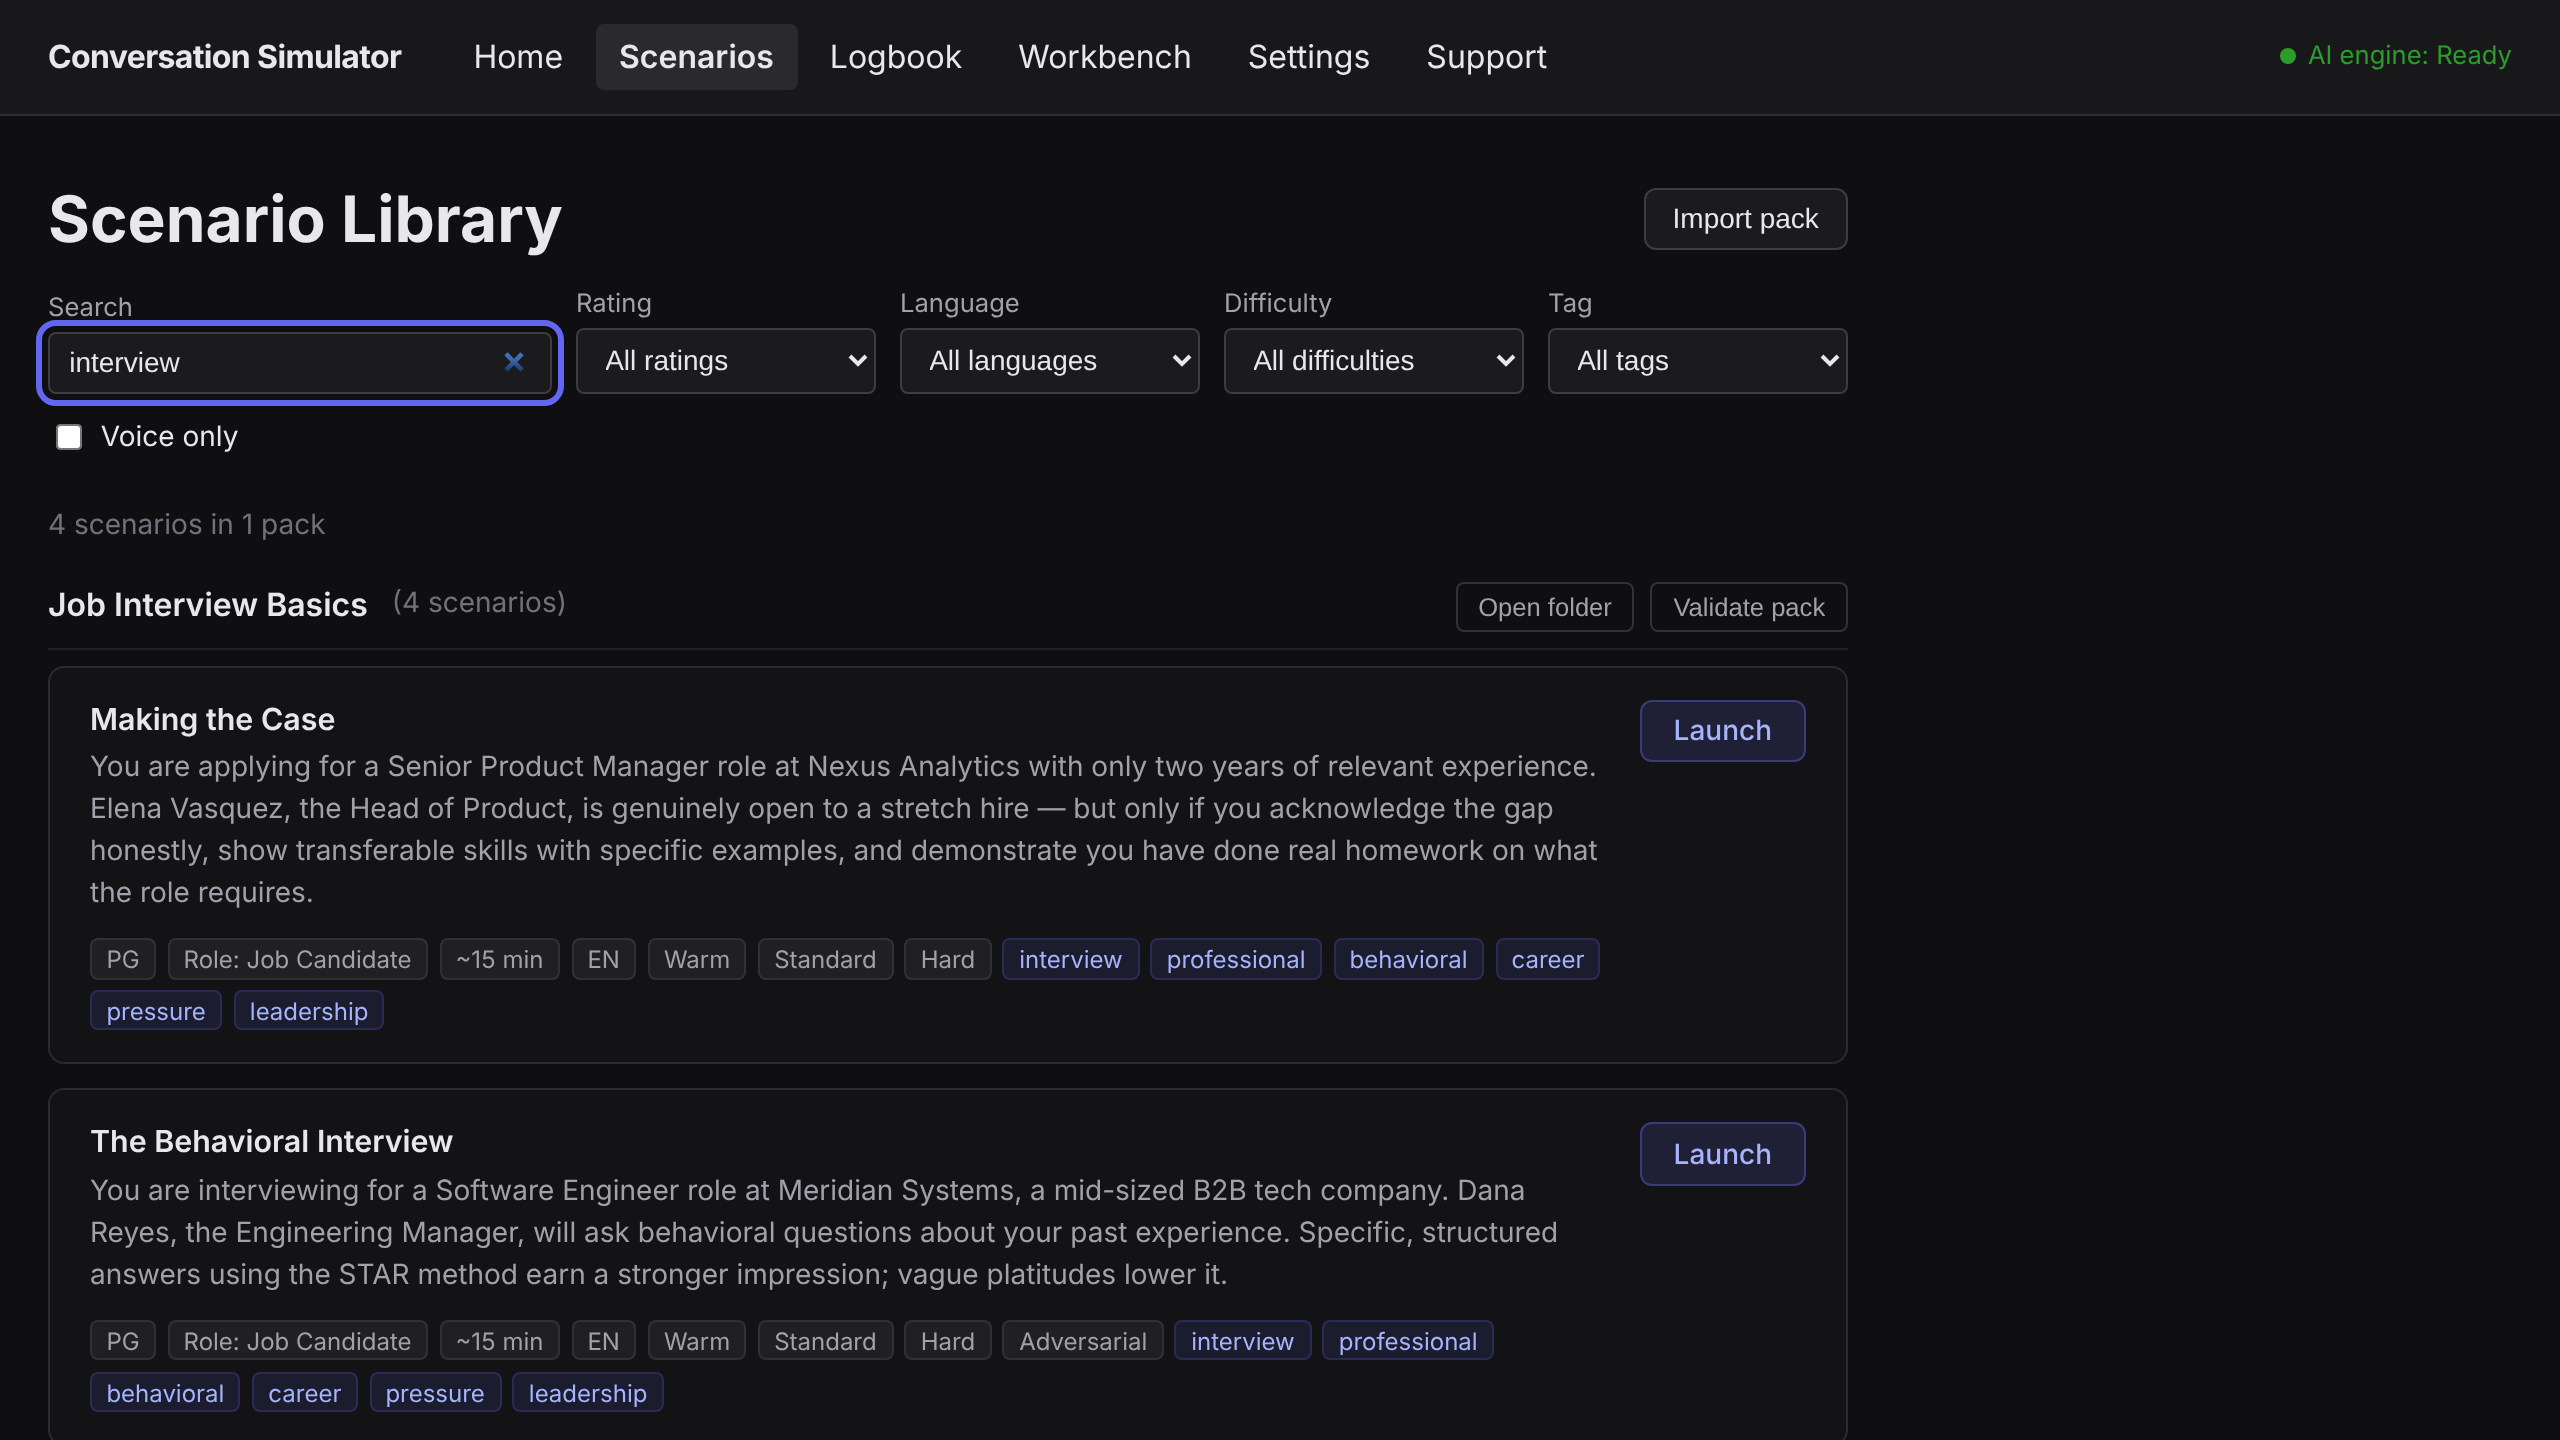 Conversation Simulator Home Scenarios Logbook Workbench Settings Support AI engine: Ready
Scenario Library Import pack
Search Rating Language Difficulty Tag
interview All ratings All languages All difficulties All tags
Voice only
4 scenarios in 1 pack
Job Interview Basics (4 scenarios) Open folder Validate pack
Making the Case Launch
You are applying for a Senior Product Manager role at Nexus Analytics with only two years of relevant experience.
Elena Vasquez, the Head of Product, is genuinely open to a stretch hire — but only if you acknowledge the gap
honestly, show transferable skills with specific examples, and demonstrate you have done real homework on what
the role requires.
PG Role: Job Candidate ~15 min EN Warm Standard Hard interview professional behavioral career
pressure leadership
The Behavioral Interview Launch
You are interviewing for a Software Engineer role at Meridian Systems, a mid-sized B2B tech company. Dana
Reyes, the Engineering Manager, will ask behavioral questions about your past experience. Specific, structured
answers using the STAR method earn a stronger impression; vague platitudes lower it.
PG Role: Job Candidate ~15 min EN Warm Standard Hard Adversarial interview professional
behavioral career pressure leadership